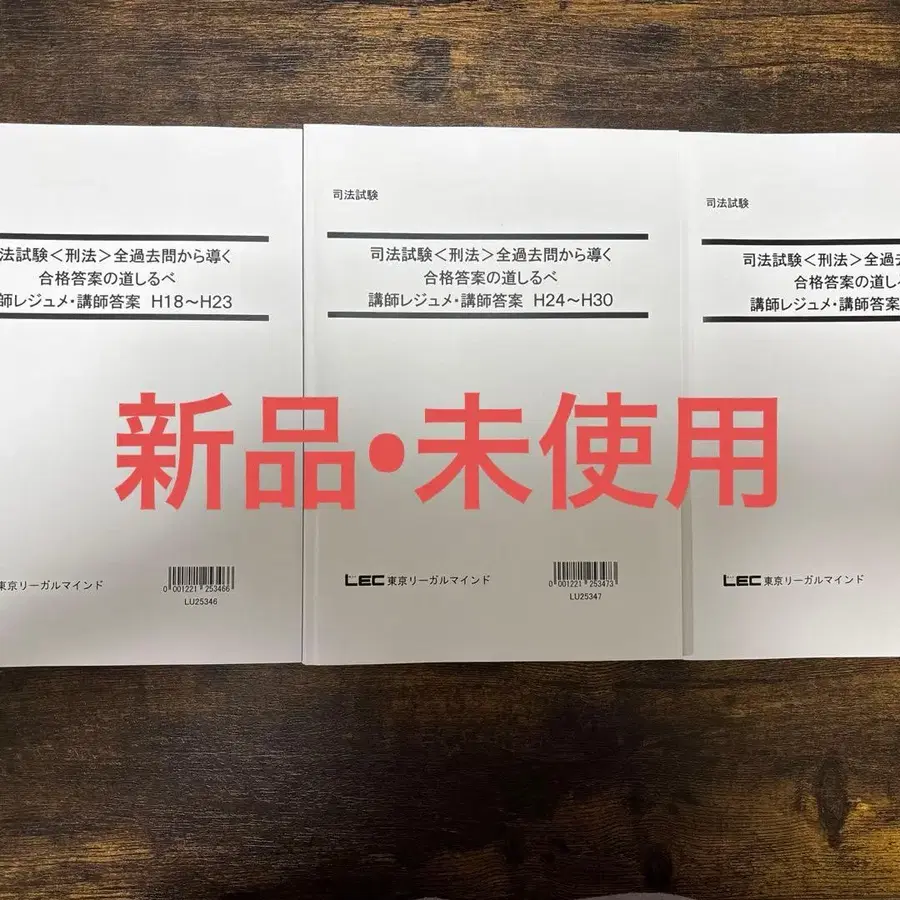 法試験＜刑法＞全過去問から導く
合格答案の道しるべ
師レジュメ・講師答案 H18～H23
東京リーガルマインド
0 001221 253466
LU25346
司法試験
司法試験＜刑法＞全過去問から導く
合格答案の道しるべ
講師レジュメ・講師答案 H24～H30
LEC東京リーガルマインド
0 001221 253473
LU25347
司法試験
司法試験＜刑法＞全過
合格答案の道し
講師レジュメ・講師答案
LEC東京リーガルマインド
新品•未使用